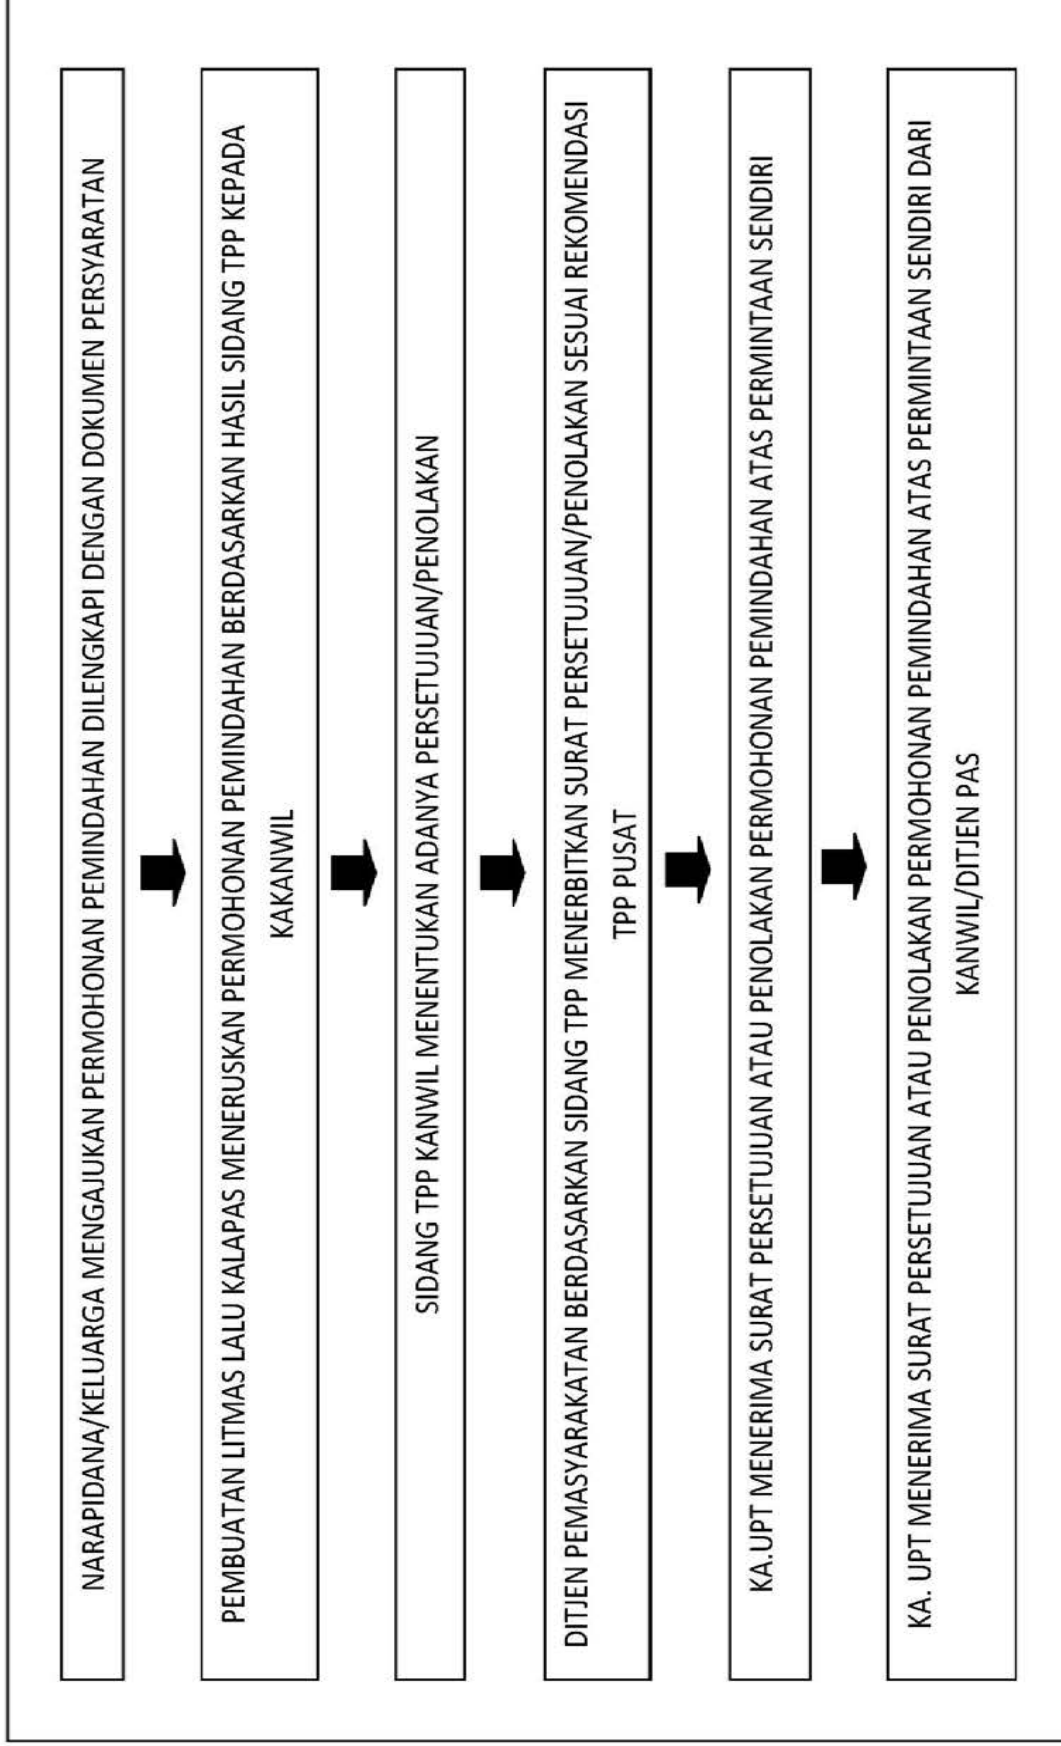 NARAPIDANA/KELUARGA MENGAJUKAN PERMOHONAN PEMINDAHAN DILENGKAPI DENGAN DOKUMEN PERSYARATAN
PEMBUATAN LITMAS LALU KALAPAS MENERUSKAN PERMOHONAN PEMINDAHAN BERDASARKAN HASIL SIDANG TPP KEPADA
KAKANWIL
SIDANG TPP KANWIL MENENTUKAN ADANYA PERSETUJUAN/PENOLAKAN
DITJEN PEMASYARAKATAN BERDASARKAN SIDANG TPP MENERBITKAN SURAT PERSETUJUAN/PENOLAKAN SESUAI REKOMENDASI
TPP PUSAT
KA.UPT MENERIMA SURAT PERSETUJUAN ATAU PENOLAKAN PERMOHONAN PEMINDAHAN ATAS PERMINTAAN SENDIRI
KA. UPT MENERIMA SURAT PERSETUJUAN ATAU PENOLAKAN PERMOHONAN PEMINDAHAN ATAS PERMINTAAN SENDIRI DARI
KANWIL/DITJEN PAS